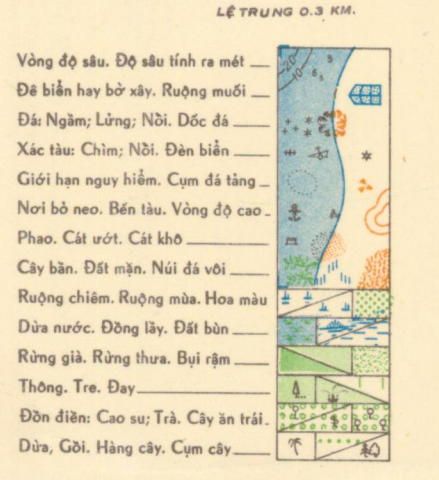 LỆ TRUNG 0.3 KM.
Vòng độ sâu. Độ sâu tính ra mét
Đê biển hay bờ xây. Ruộng muối
Đá: Ngầm; Lửng; Nồi. Dốc đá
Xác tàu: Chìm; Nồi. Đèn biển
Giới hạn nguy hiểm. Cụm đá tảng
Nơi bỏ neo. Bến tàu. Vòng độ cao
Phao. Cát ướt. Cát khô
Cây bần. Đất mặn. Núi đá vôi
Ruộng chiêm. Ruộng mùa. Hoa màu
Dừa nước. Đồng lầy. Đất bùn
Rừng già. Rừng thưa. Bụi rậm
Thông. Tre. Đay
Đồn điền: Cao su; Trà. Cây ăn trái
Dừa, Gồi. Hàng cây. Cụm cây
20
10